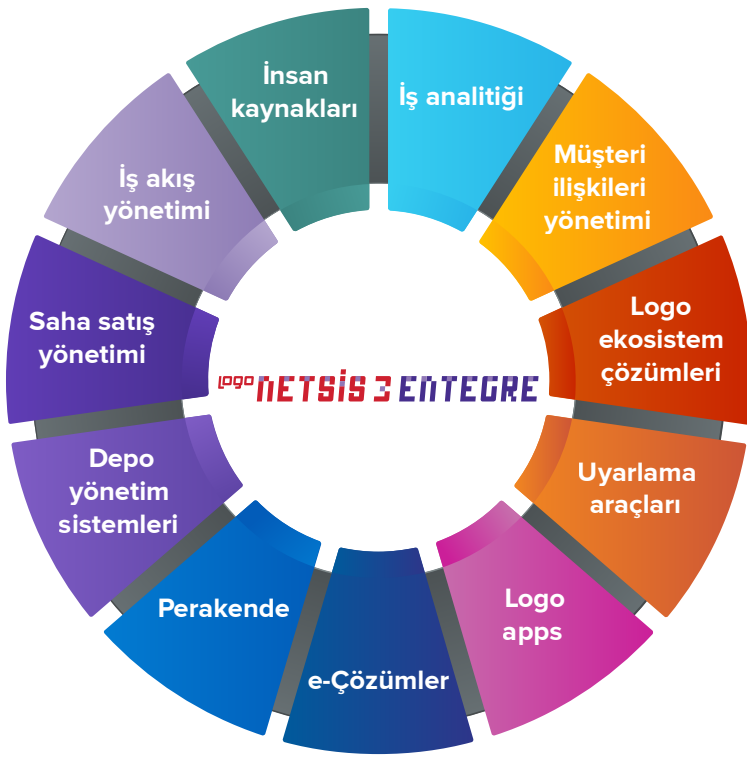 İnsan
kaynakları
İş analitiği
Müşteri
ilişkileri
yönetimi
Logo
ekosistem
çözümleri
Uyarlama
araçları
Logo
apps
e-Çözümler
Perakende
Depo
yönetim
sistemleri
Saha satış
yönetimi
İş akış
yönetimi
LOGO NETSİS 3 ENTEGRE